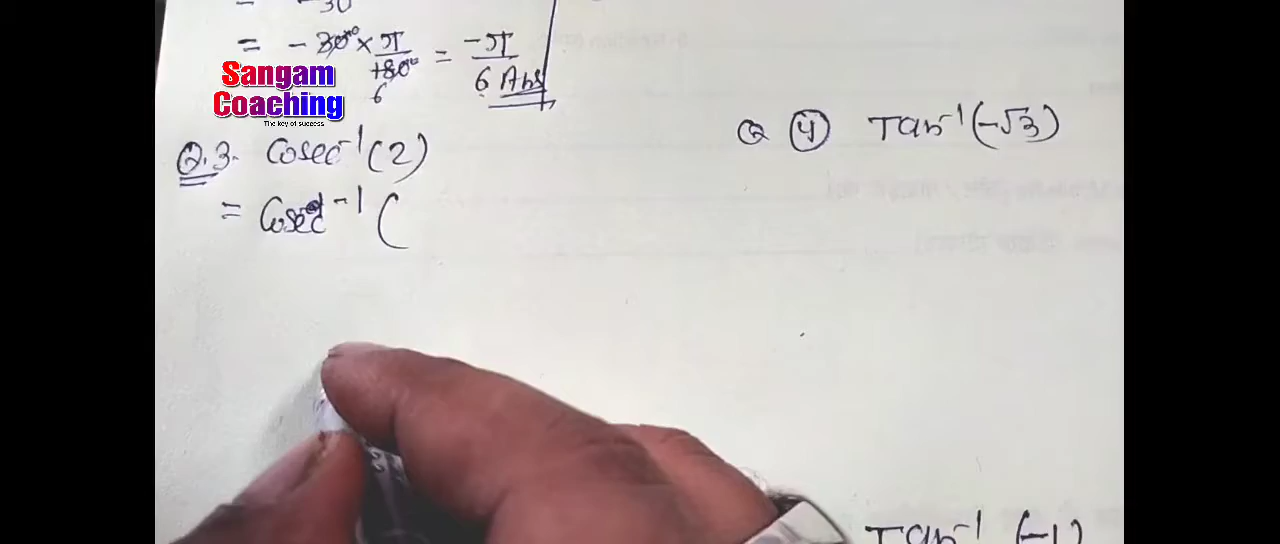 = -30
= -30° × π/180° = -π/6 Ans
6
Sangam
Coaching
The key of success
Q.3. Cosec⁻¹ (2)
= Cosec⁻¹ (
Q 4 Tan⁻¹ (-√3)
Tan⁻¹ (-1)